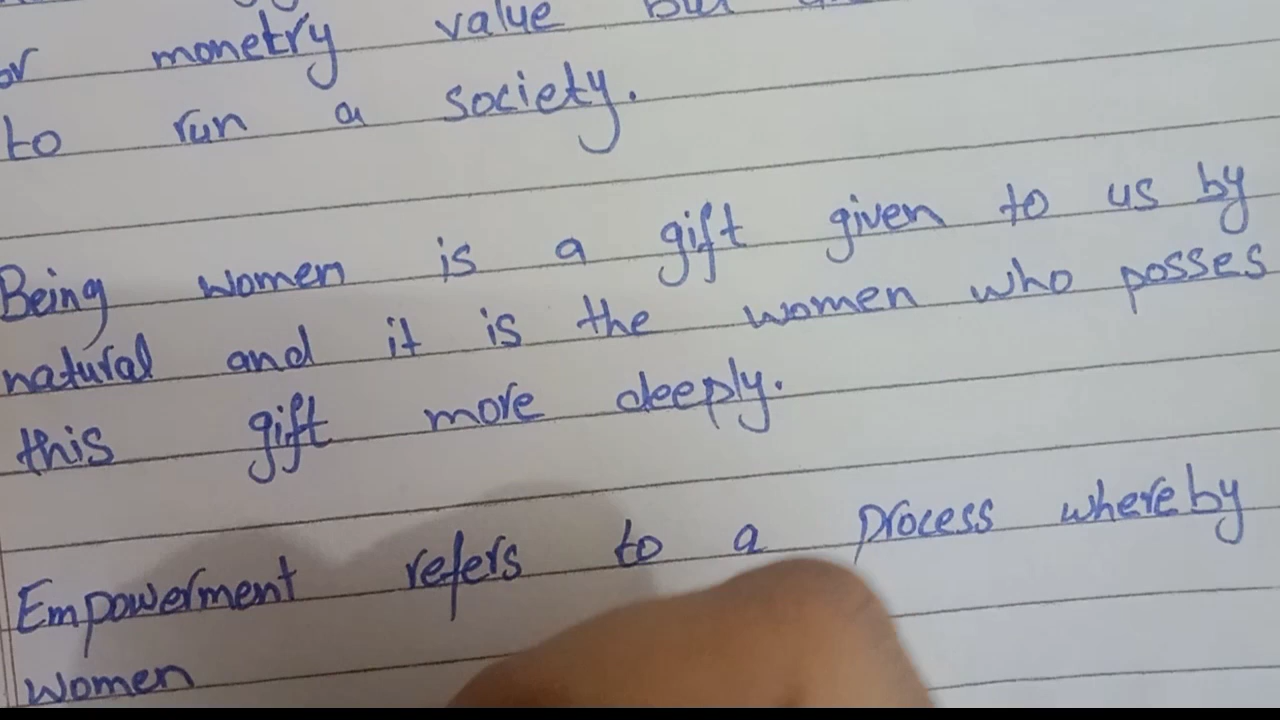 or monetry value but
to run a society.
Being women is a gift given to us by
natural and it is the women who posses
this gift more deeply.
Empowerment refers to a process whereby
women